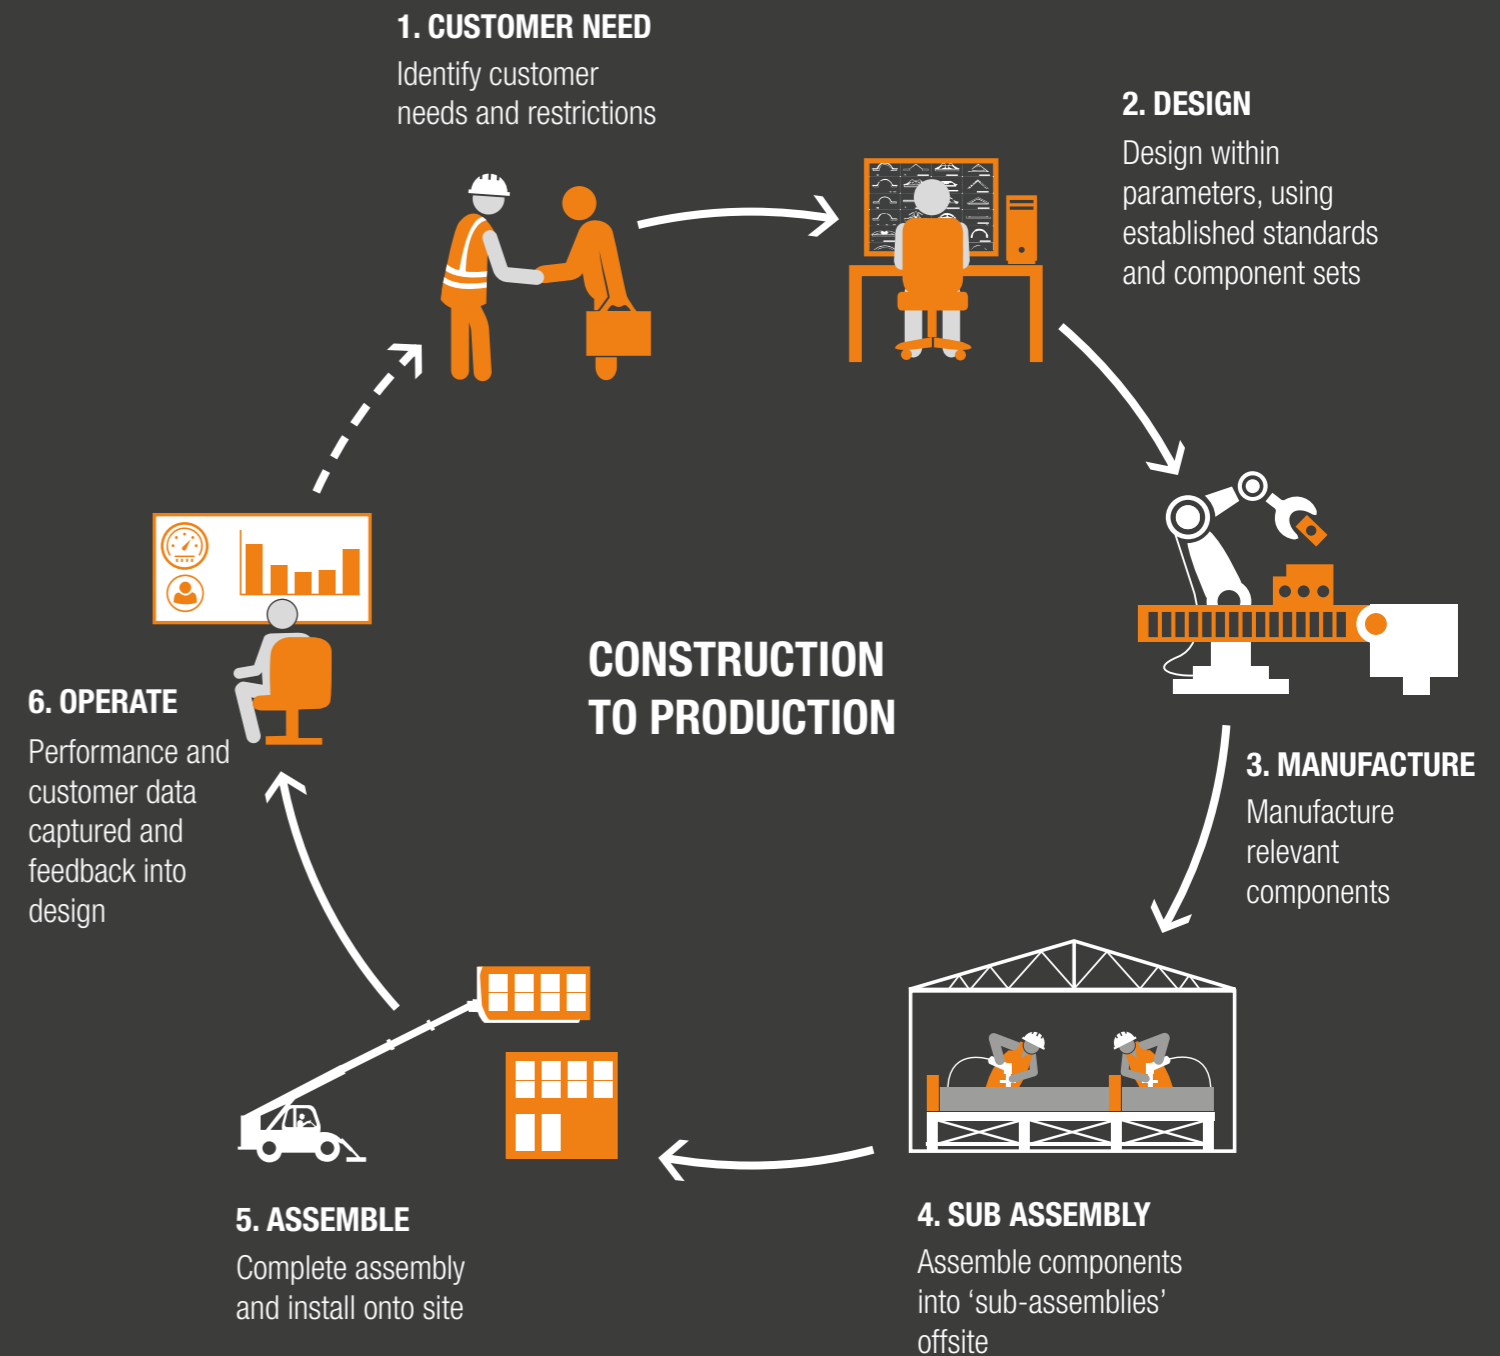 1. CUSTOMER NEED
Identify customer
needs and restrictions
2. DESIGN
Design within
parameters, using
established standards
and component sets
CONSTRUCTION
TO PRODUCTION
3. MANUFACTURE
Manufacture
relevant
components
4. SUB ASSEMBLY
Assemble components
into ‘sub-assemblies’
offsite
5. ASSEMBLE
Complete assembly
and install onto site
6. OPERATE
Performance and
customer data
captured and
feedback into
design